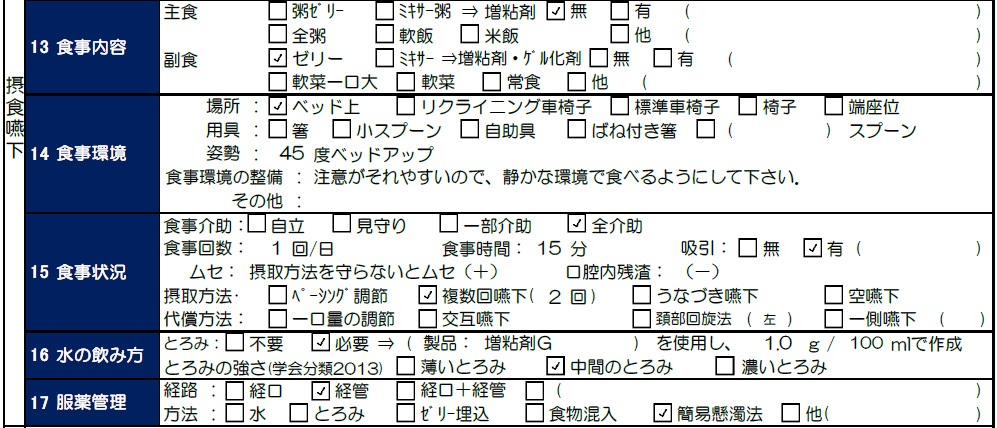 摂食嚥下
13 食事内容
主食 □粥ｾﾞﾘｰ □ﾐｷｻｰ粥 ⇒ 増粘剤 ☑無 □有 ( )
□全粥 □軟飯 □米飯 □他 ( )
副食 ☑ゼリー □ﾐｷｻｰ ⇒増粘剤・ｹﾞﾙ化剤 □無 □有 ( )
□軟菜一口大 □軟菜 □常食 □他 ( )
14 食事環境
場所 : ☑ベッド上 □リクライニング車椅子 □標準車椅子 □椅子 □端座位
用具 : □箸 □小スプーン □自助具 □ばね付き箸 □( ) スプーン
姿勢 : 45 度ベッドアップ
食事環境の整備 : 注意がそれやすいので、静かな環境で食べるようにして下さい.
その他 :
15 食事状況
食事介助：□自立 □見守り □一部介助 ☑全介助
食事回数： 1 回/日 食事時間： 15 分 吸引：□無 ☑有 ( )
ムセ： 摂取方法を守らないとムセ（＋） 口腔内残渣： （－）
摂取方法・ □ﾍﾟｰｼﾝｸﾞ調節 ☑複数回嚥下( 2 回) □うなづき嚥下 □空嚥下
代償方法： □一口量の調節 □交互嚥下 □頚部回旋法 ( 左 ) □一側嚥下 ( )
16 水の飲み方
とろみ：□不要 ☑必要 ⇒ ( 製品： 増粘剤G ) を使用し、 1.0 g / 100 mlで作成
とろみの強さ(学会分類2013) □薄いとろみ ☑中間のとろみ □濃いとろみ
17 服薬管理
経路 : □経口 ☑経管 □経口＋経管 □( )
方法 : □水 □とろみ □ｾﾞﾘｰ埋込 □食物混入 ☑簡易懸濁法 □他( )